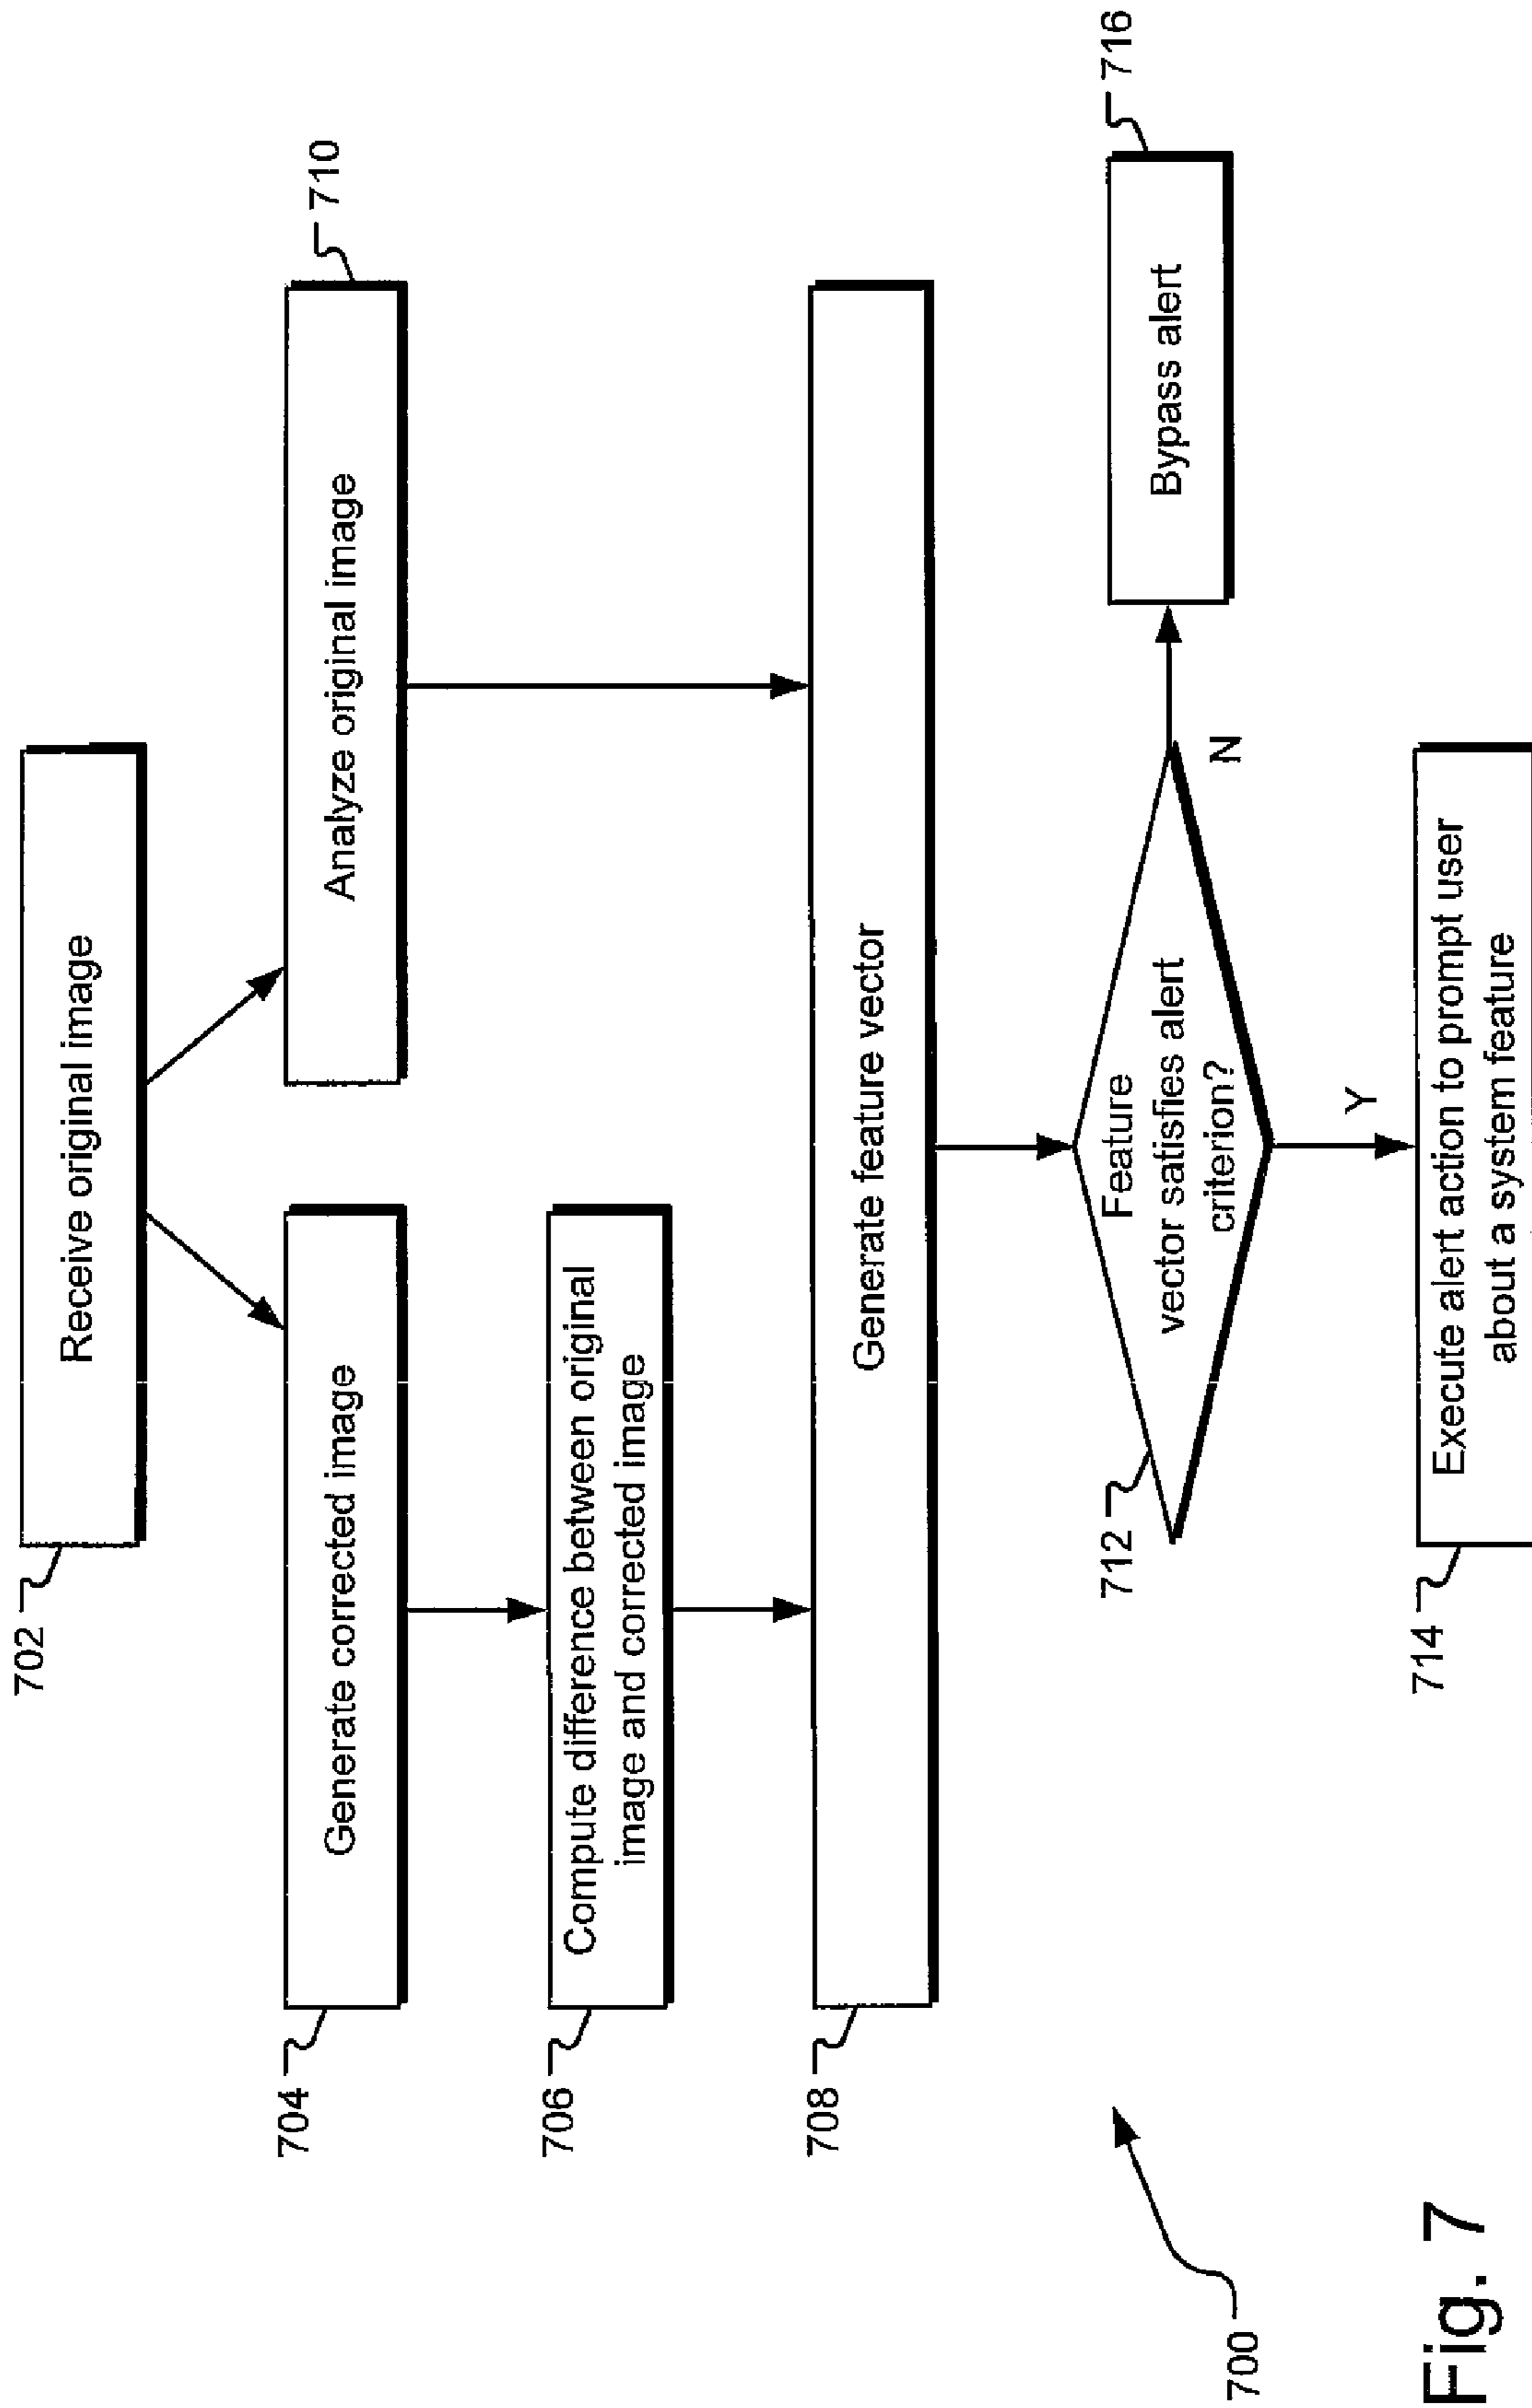 702
Receive original image
704
Generate corrected image
Analyze original image
710
706
Compute difference between original
image and corrected image
708
Generate feature vector
712
Feature
vector satisfies alert
criterion?
N
Bypass alert
716
Y
714
Execute alert action to prompt user
about a system feature
700
Fig. 7